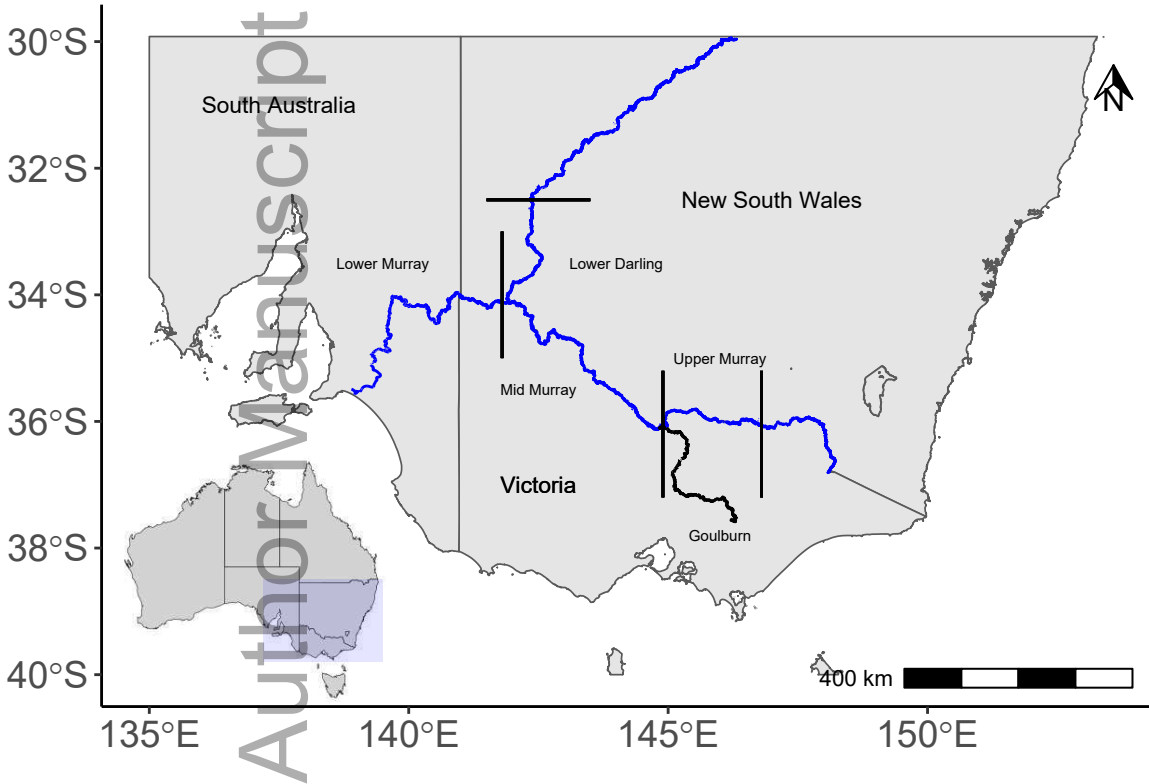 30°S
32°S
34°S
36°S
38°S
40°S
South Australia
N
New South Wales
Lower Murray
Lower Darling
Upper Murray
Mid Murray
Victoria
Goulburn
400 km
135°E
140°E
145°E
150°E
Author Manuscript